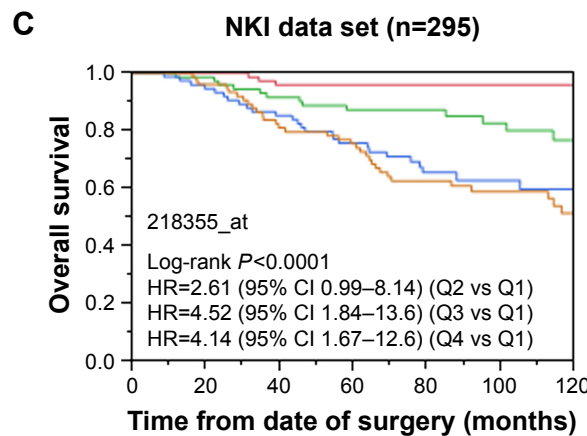 C
NKI data set (n=295)
Overall survival
1.0
0.8
0.6
0.4
0.2
0.0
218355_at
Log-rank P<0.0001
HR=2.61 (95% CI 0.99–8.14) (Q2 vs Q1)
HR=4.52 (95% CI 1.84–13.6) (Q3 vs Q1)
HR=4.14 (95% CI 1.67–12.6) (Q4 vs Q1)
0 20 40 60 80 100 120
Time from date of surgery (months)